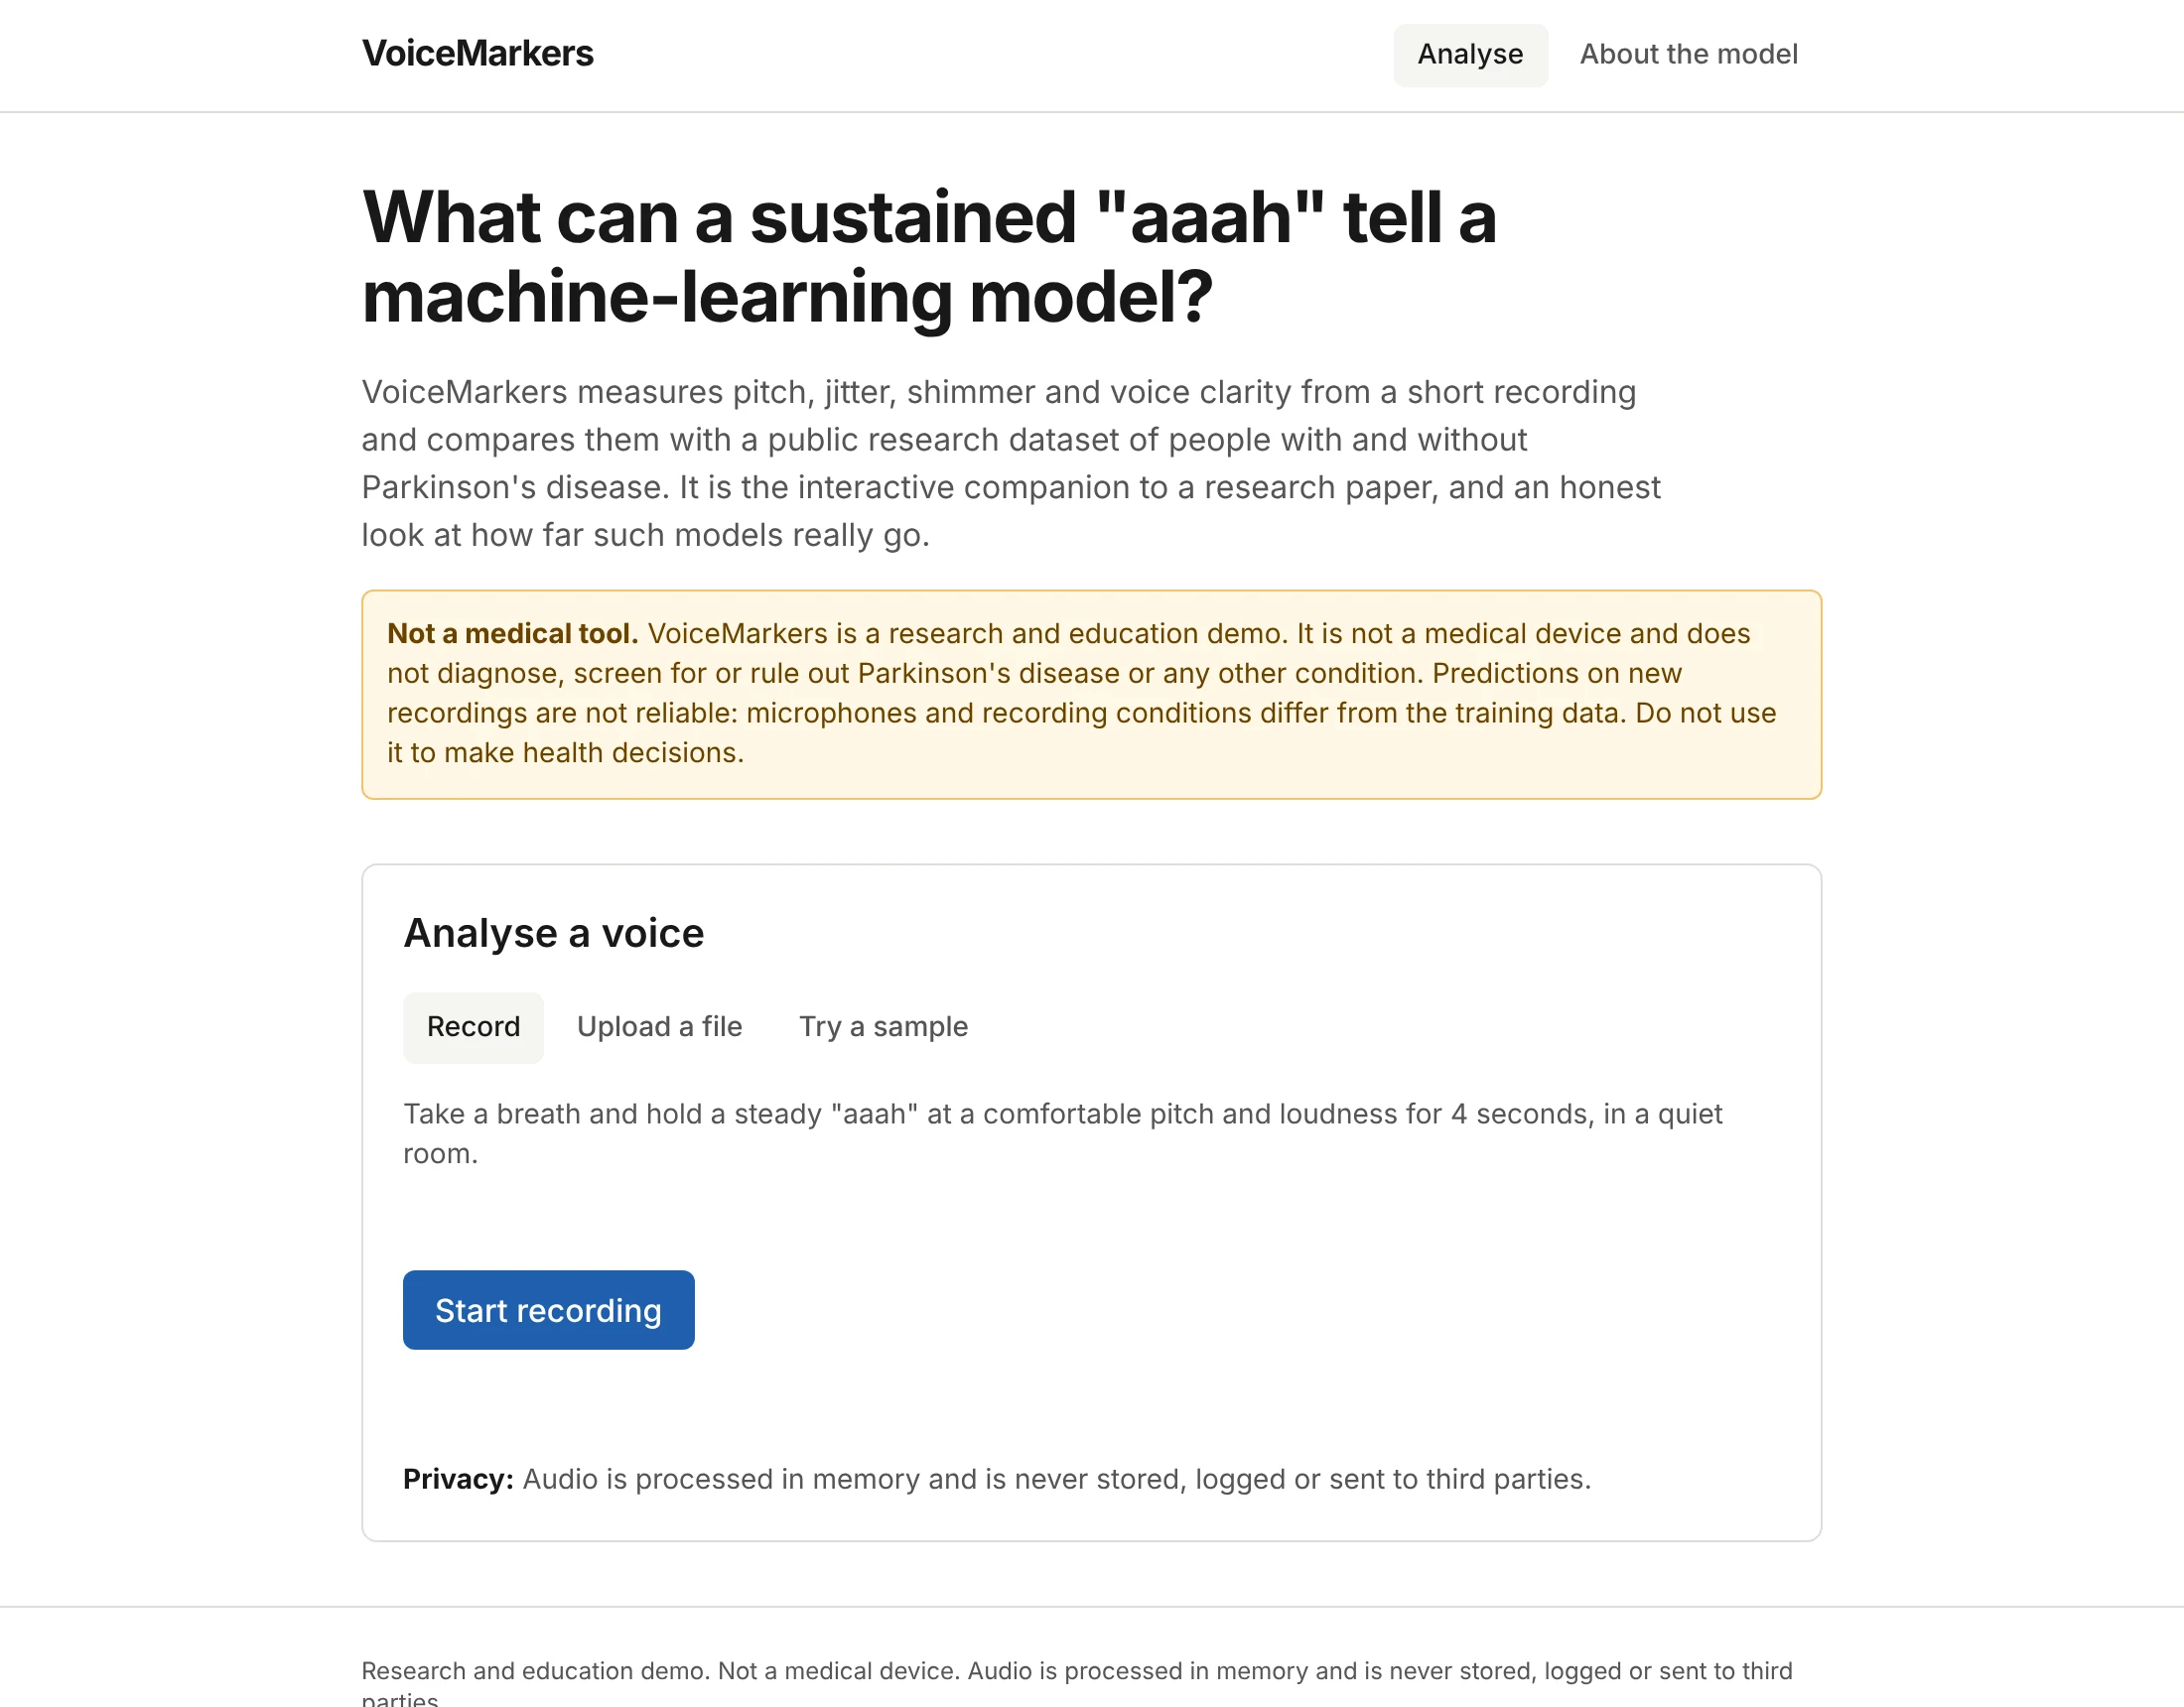 VoiceMarkers
Analyse
About the model
What can a sustained "aaah" tell a
machine-learning model?
VoiceMarkers measures pitch, jitter, shimmer and voice clarity from a short recording
and compares them with a public research dataset of people with and without
Parkinson's disease. It is the interactive companion to a research paper, and an honest
look at how far such models really go.
Not a medical tool. VoiceMarkers is a research and education demo. It is not a medical device and does
not diagnose, screen for or rule out Parkinson's disease or any other condition. Predictions on new
recordings are not reliable: microphones and recording conditions differ from the training data. Do not use
it to make health decisions.
Analyse a voice
Record
Upload a file
Try a sample
Take a breath and hold a steady "aaah" at a comfortable pitch and loudness for 4 seconds, in a quiet
room.
Start recording
Privacy: Audio is processed in memory and is never stored, logged or sent to third parties.
Research and education demo. Not a medical device. Audio is processed in memory and is never stored, logged or sent to third
parties.